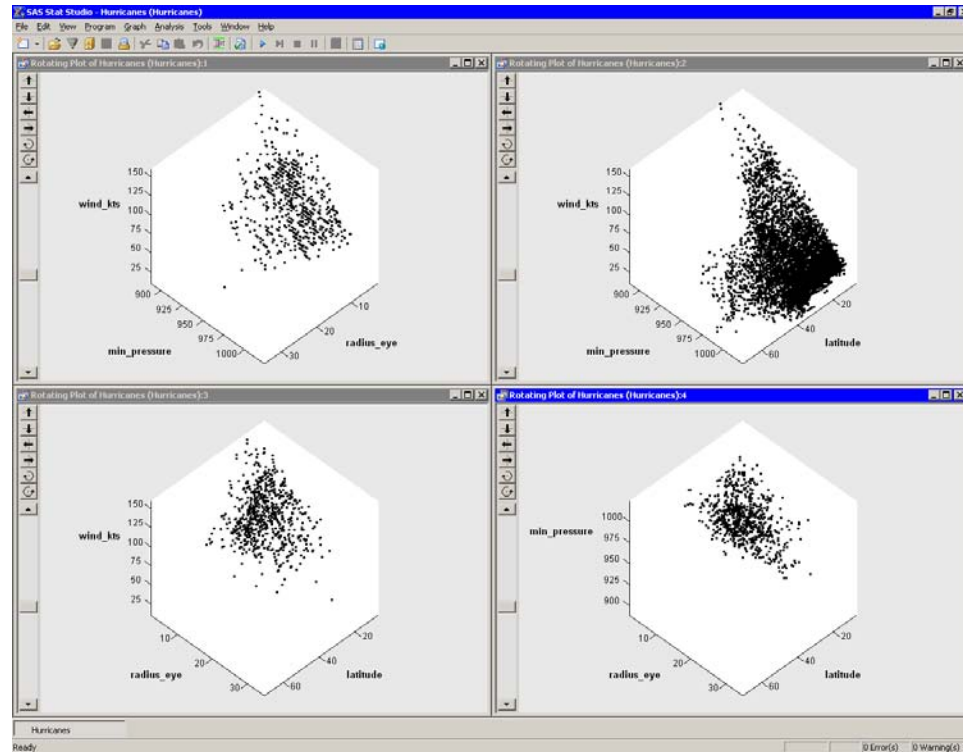 SAS Stat Studio - Hurricanes (Hurricanes)
File Edit View Program Graph Analysis Tools Window Help
Rotating Plot of Hurricanes (Hurricanes):1
wind_kts
150
125
100
75
50
25
900
925
950
975
1000
min_pressure
10
20
30
radius_eye
Rotating Plot of Hurricanes (Hurricanes):2
wind_kts
150
125
100
75
50
25
900
925
950
975
1000
min_pressure
20
40
60
latitude
Rotating Plot of Hurricanes (Hurricanes):3
wind_kts
150
125
100
75
50
25
10
20
30
radius_eye
20
40
60
latitude
Rotating Plot of Hurricanes (Hurricanes):4
min_pressure
1000
975
950
925
900
10
20
30
radius_eye
20
40
60
latitude
Hurricanes
Ready
0 Error(s) 0 Warning(s)